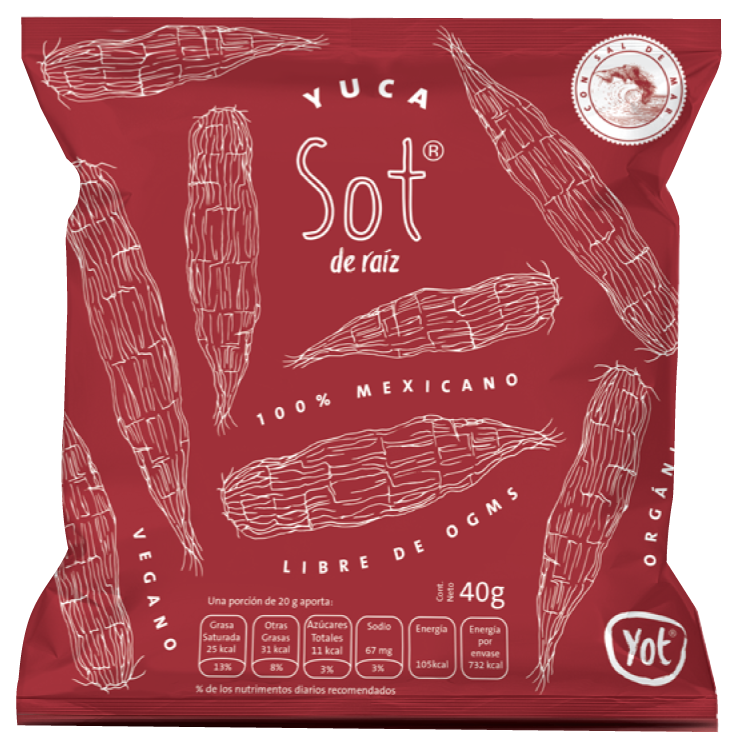 YUCA
CON SAL DE MAR
Sot®
de raíz
100% MEXICANO
LIBRE DE OGMS
VEGANO
ORGÁNI
Cont. Neto 40g
Una porción de 20 g aporta:
Grasa Saturada 25 kcal 13%
Otras Grasas 31 kcal 8%
Azúcares Totales 11 kcal 3%
Sodio 67 mg 3%
Energía 105kcal
Energía por envase 732 kcal
% de los nutrimentos diarios recomendados
Yot®